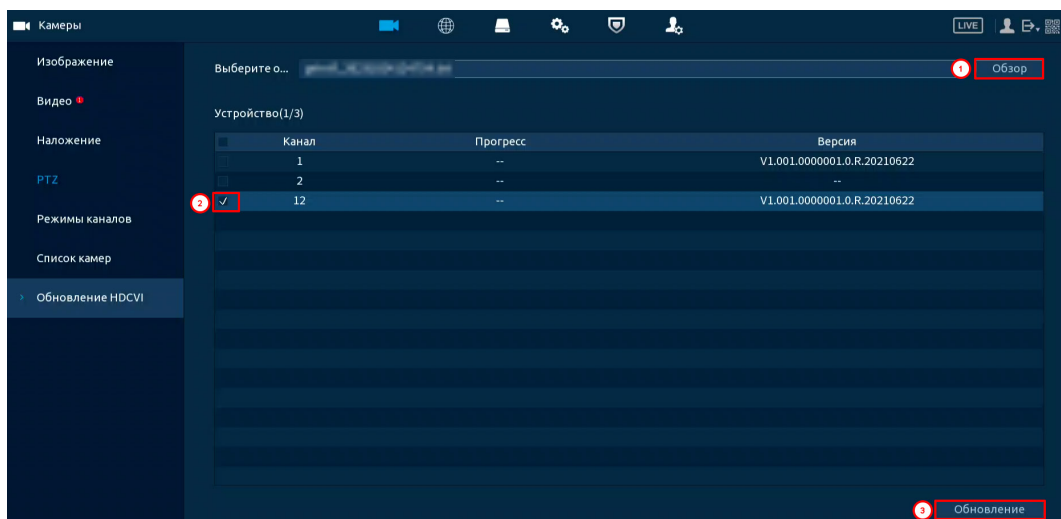 Камеры
LIVE
Изображение
Видео
Наложение
PTZ
Режимы каналов
Список камер
Обновление HDCVI
Выберите о...
1 Обзор
Устройство(1/3)
Канал Прогресс Версия
1 -- V1.001.0000001.0.R.20210622
2 -- --
2 12 -- V1.001.0000001.0.R.20210622
3 Обновление